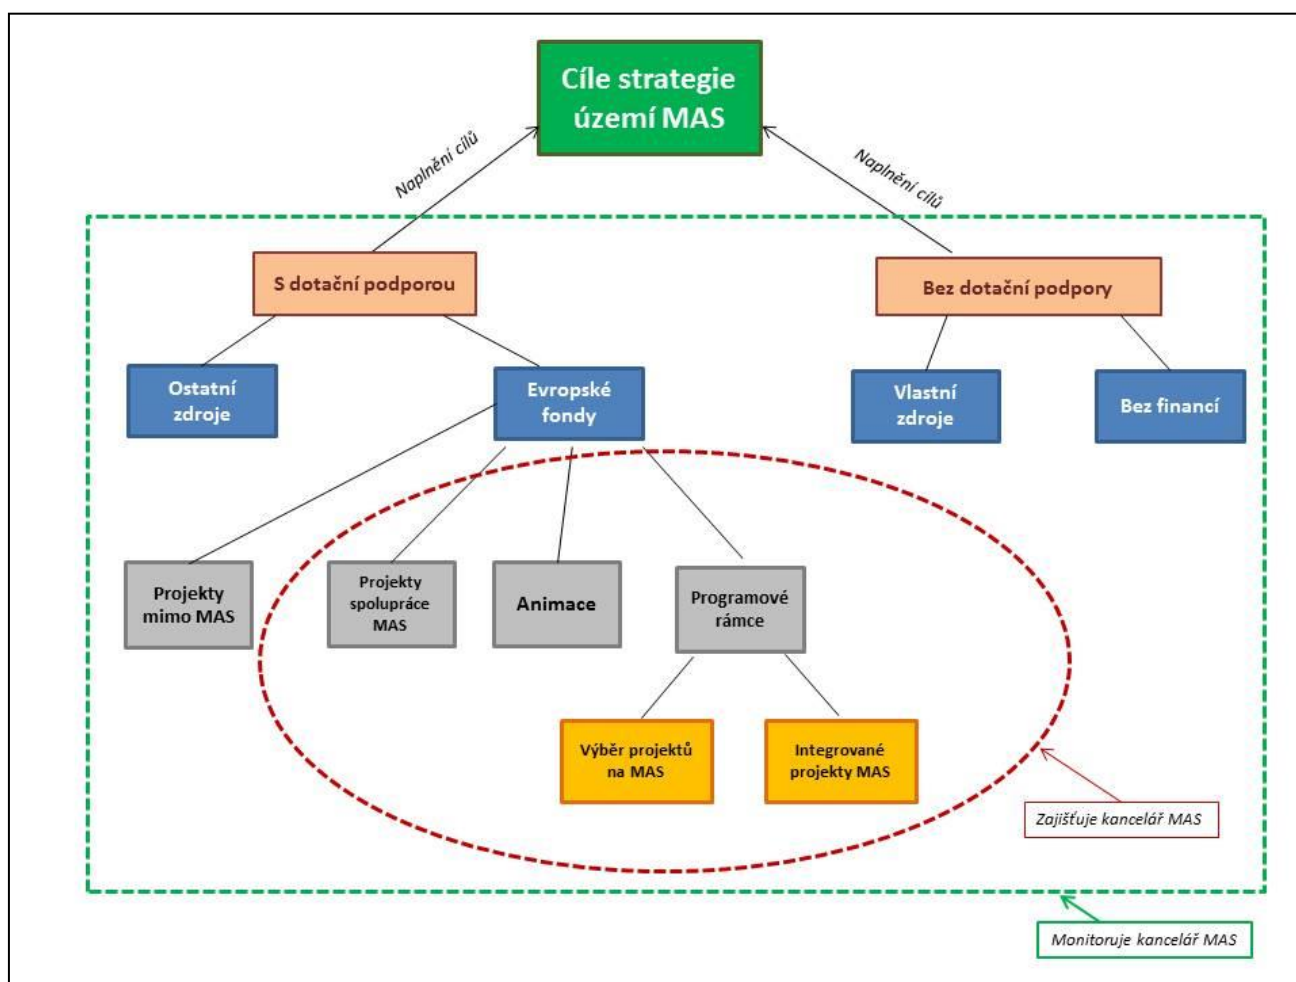 Cíle strategie
území MAS
Naplnění cílů
Naplnění cílů
S dotační podporou
Bez dotační podpory
Ostatní
zdroje
Evropské
fondy
Vlastní
zdroje
Bez financí
Projekty
mimo MAS
Projekty
spolupráce
MAS
Animace
Programové
rámce
Výběr projektů
na MAS
Integrované
projekty MAS
Zajišťuje kancelář MAS
Monitoruje kancelář MAS